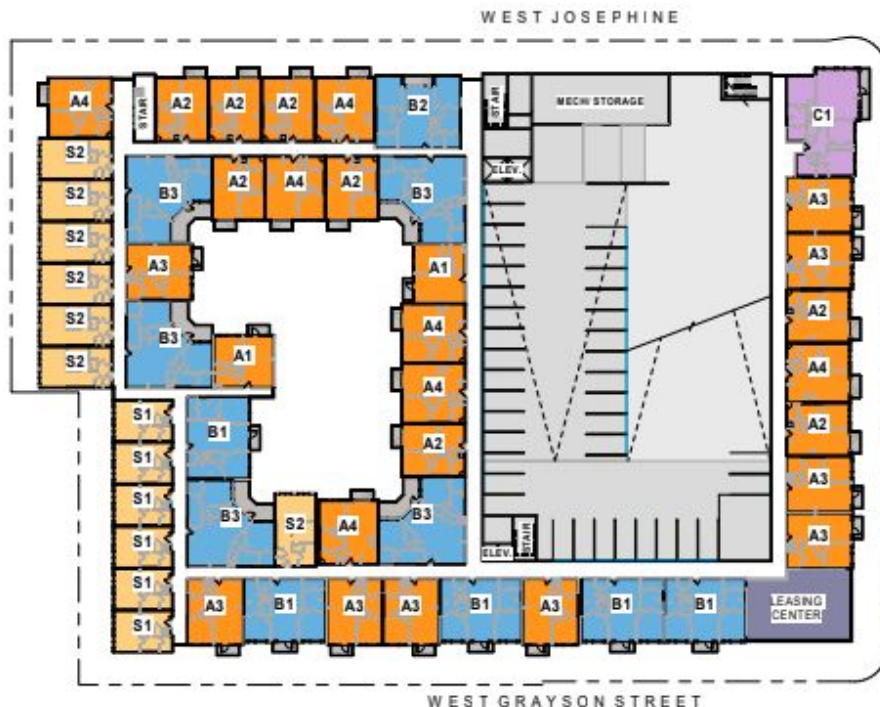 WEST JOSEPHINE
A4
STAIR
A2
A2
A2
A4
B2
STAIR
MECH/ STORAGE
C1
S2
S2
S2
S2
S2
S2
B3
A2
A4
A2
B3
ELEV.
A3
A3
A1
A3
B3
A1
A4
A2
A4
A4
S1
S1
S1
S1
S1
S1
B1
A2
A2
B3
S2
A4
B3
ELEV.
STAIR
A3
A3
A3
B1
A3
A3
B1
A3
B1
B1
LEASING
CENTER
WEST GRAYSON STREET